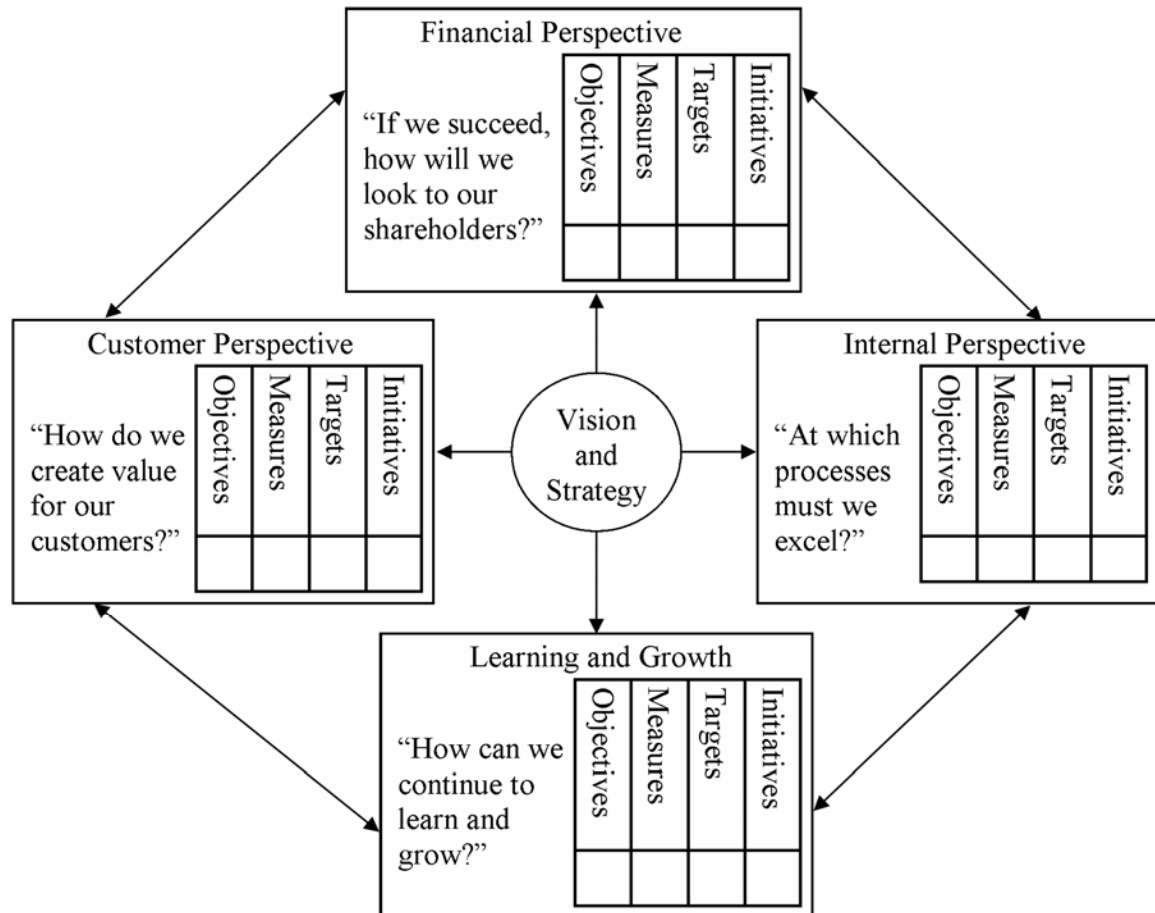 Financial Perspective
“If we succeed,
how will we
look to our
shareholders?”
Objectives
Measures
Targets
Initiatives
Customer Perspective
“How do we
create value
for our
customers?”
Objectives
Measures
Targets
Initiatives
Vision
and
Strategy
Internal Perspective
“At which
processes
must we
excel?”
Objectives
Measures
Targets
Initiatives
Learning and Growth
“How can we
continue to
learn and
grow?”
Objectives
Measures
Targets
Initiatives